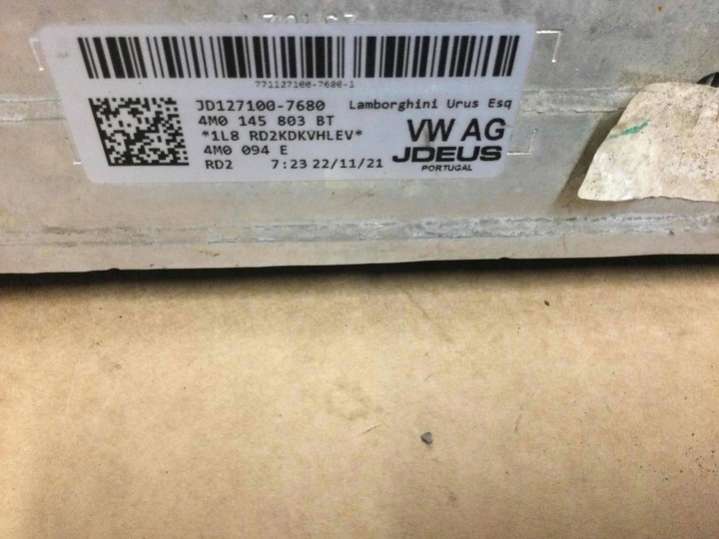 771127100-7680-1
JD127100-7680 Lamborghini Urus Esq
4M0 145 803 BT
*1L8 RD2KDKVHLEV*
4M0 094 E
RD2 7:23 22/11/21
VW AG
JDEUS
PORTUGAL